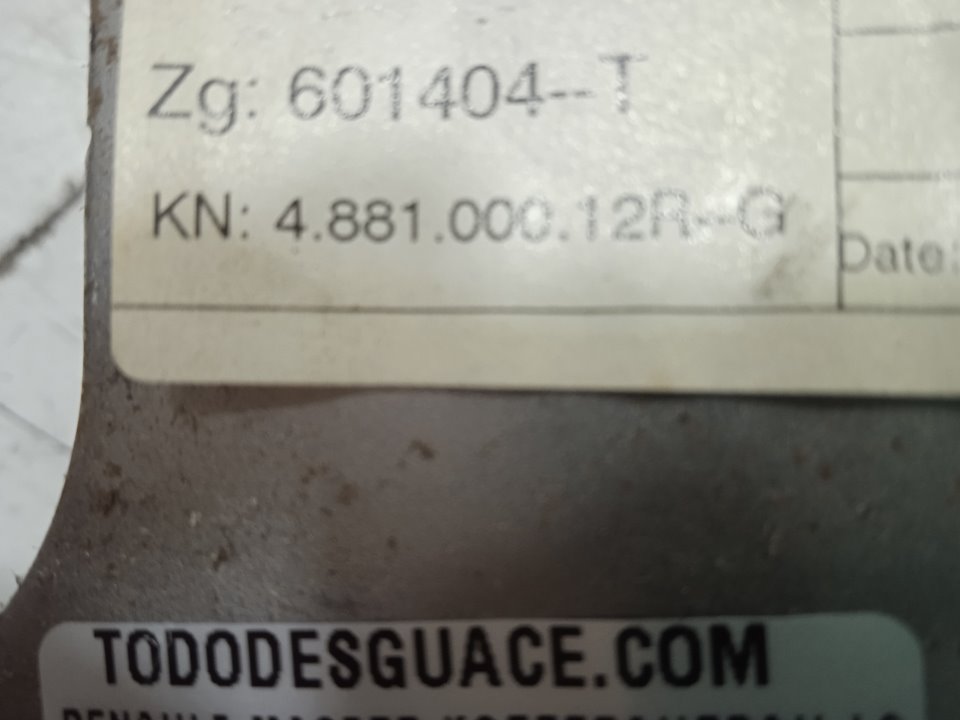 Zg: 601404--T
KN: 4.881.000.12R--G
Date:
TODODESGUACE.COM